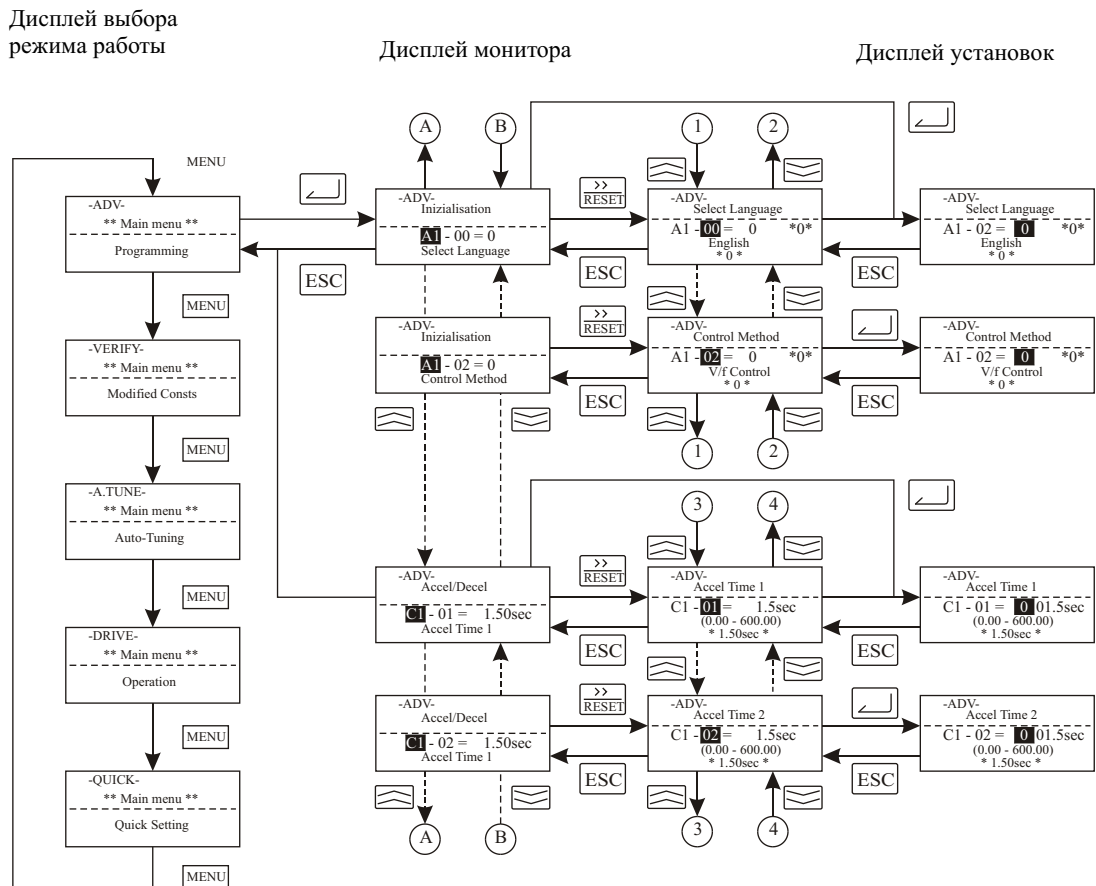 Дисплей выбора
режима работы
Дисплей монитора
Дисплей установок
MENU
-ADV-
** Main menu **
Programming
MENU
-VERIFY-
** Main menu **
Modified Consts
MENU
-A.TUNE-
** Main menu **
Auto-Tuning
MENU
-DRIVE-
** Main menu **
Operation
MENU
-QUICK-
** Main menu **
Quick Setting
MENU
A
B
1
2
-ADV-
Inizialisation
A1 - 00 = 0
Select Language
>>
RESET
-ADV-
Select Language
A1 - 00 = 0 *0*
English
* 0 *
-ADV-
Select Language
A1 - 02 = 0 *0*
English
* 0 *
ESC
ESC
ESC
-ADV-
Inizialisation
A1 - 02 = 0
Control Method
>>
RESET
-ADV-
Control Method
A1 - 02 = 0 *0*
V/f Control
* 0 *
-ADV-
Control Method
A1 - 02 = 0 *0*
V/f Control
* 0 *
ESC
ESC
1
2
3
4
-ADV-
Accel/Decel
C1 - 01 = 1.50sec
Accel Time 1
>>
RESET
-ADV-
Accel Time 1
C1 - 01 = 1.5sec
(0.00 - 600.00)
* 1.50sec *
-ADV-
Accel Time 1
C1 - 01 = 0 01.5sec
(0.00 - 600.00)
* 1.50sec *
ESC
ESC
-ADV-
Accel/Decel
C1 - 02 = 1.50sec
Accel Time 1
>>
RESET
-ADV-
Accel Time 2
C1 - 02 = 1.5sec
(0.00 - 600.00)
* 1.50sec *
-ADV-
Accel Time 2
C1 - 02 = 0 01.5sec
(0.00 - 600.00)
* 1.50sec *
ESC
ESC
A
B
3
4